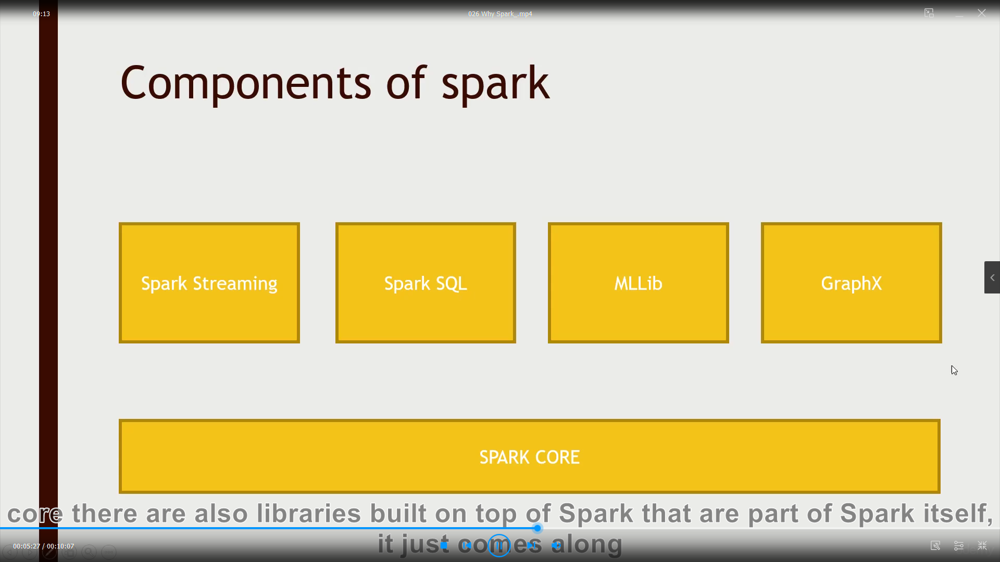 09:13
026 Why Spark_.mp4
Components of spark
Spark Streaming
Spark SQL
MLLib
GraphX
SPARK CORE
core there are also libraries built on top of Spark that are part of Spark itself,
it just comes along
00:05:27 / 00:10:07